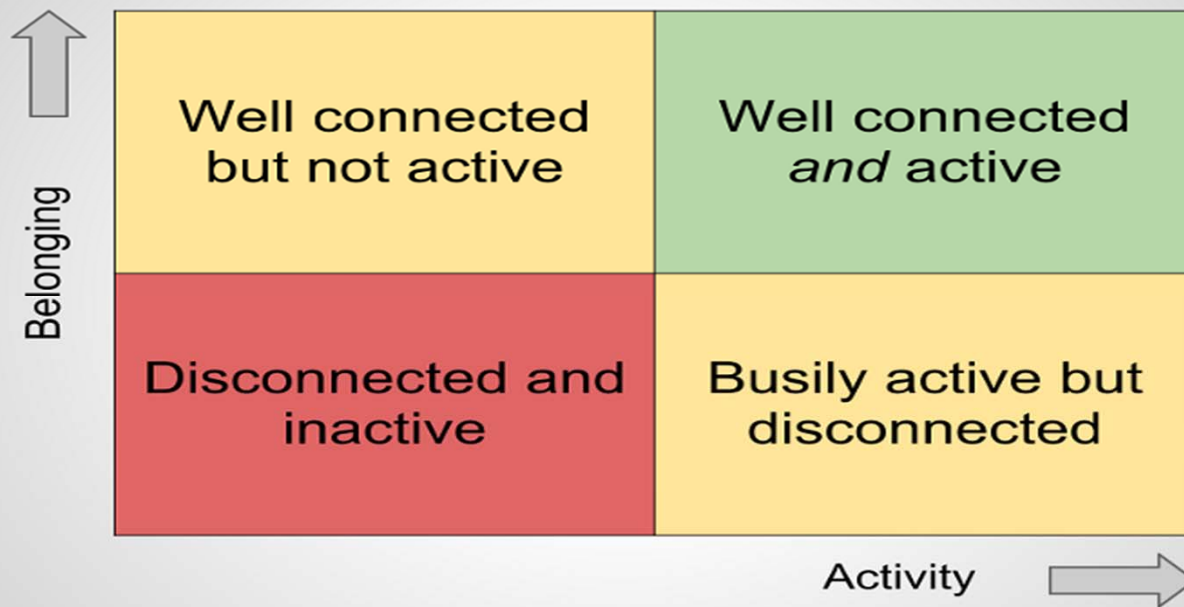 Well connected
but not active
Well connected
and active
Belonging
Disconnected and
inactive
Busily active but
disconnected
Activity